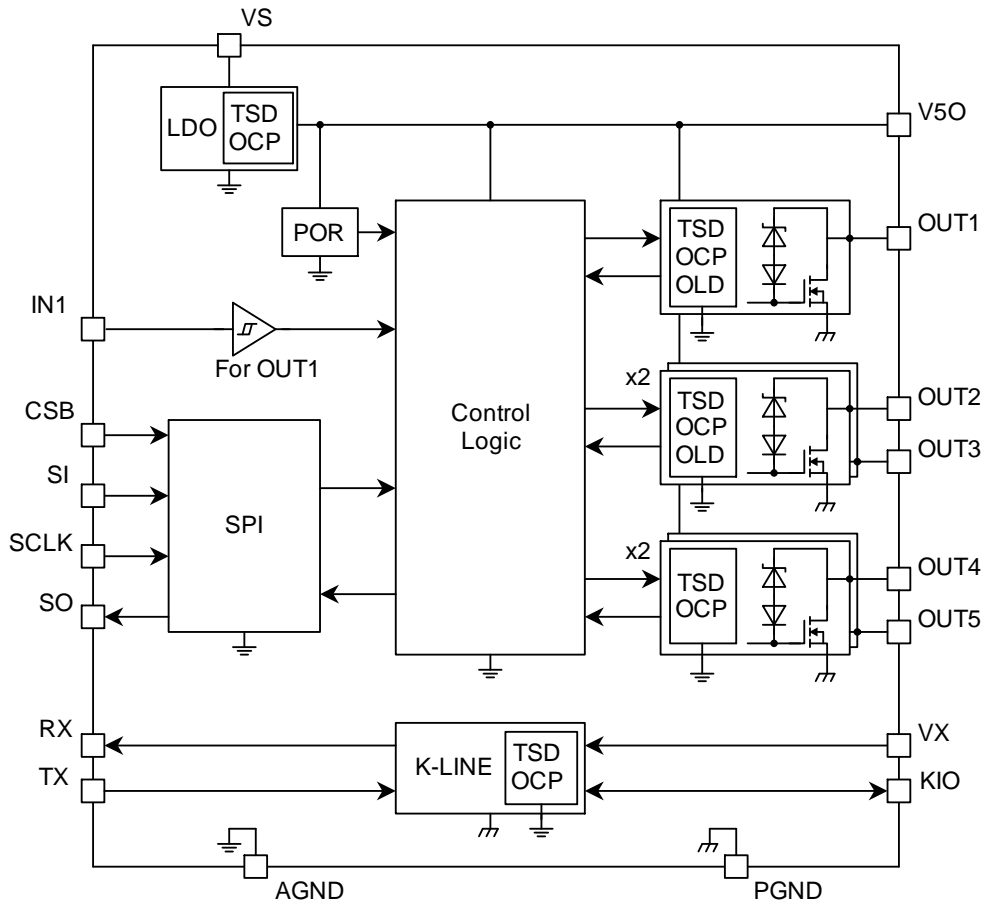 VS
LDO
TSD
OCP
V5O
POR
TSD
OCP
OLD
OUT1
IN1
For OUT1
Control
Logic
x2
TSD
OCP
OLD
OUT2
OUT3
CSB
SI
SCLK
SO
SPI
x2
TSD
OCP
OUT4
OUT5
RX
TX
K-LINE
TSD
OCP
VX
KIO
AGND
PGND